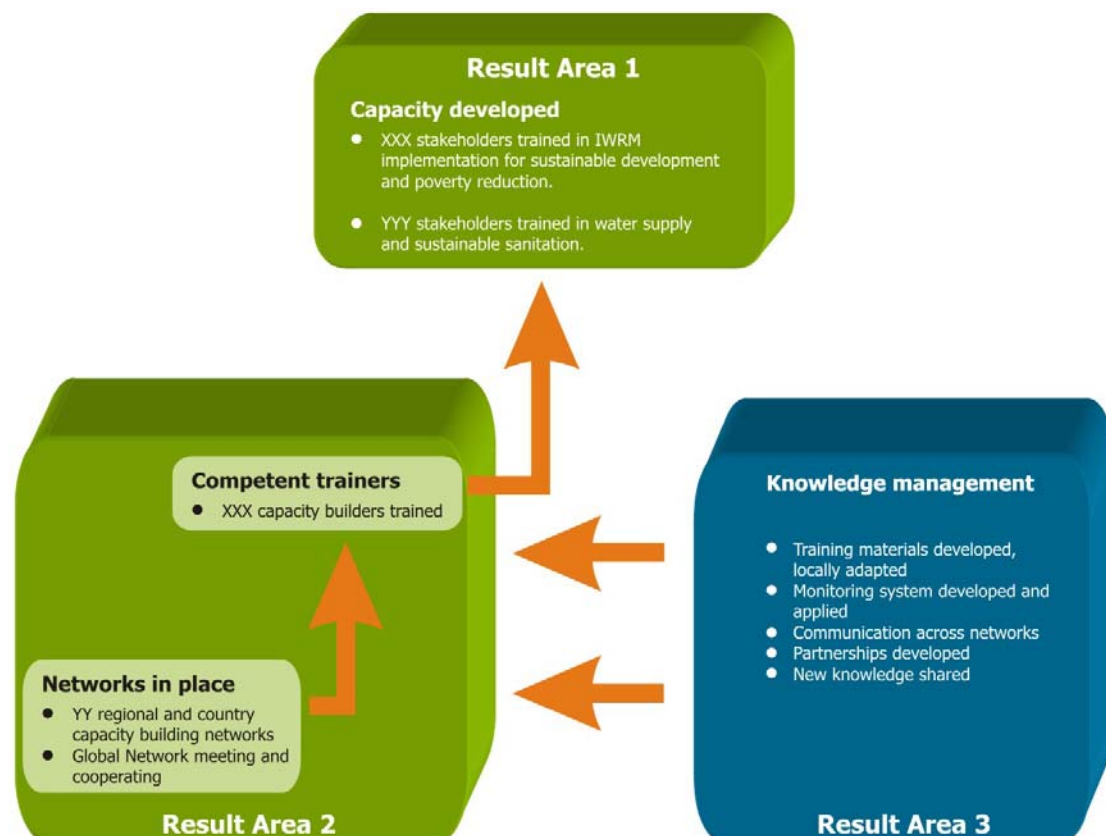 Result Area 1
Capacity developed
● XXX stakeholders trained in IWRM
implementation for sustainable development
and poverty reduction.
● YYY stakeholders trained in water supply
and sustainable sanitation.
Competent trainers
● XXX capacity builders trained
Networks in place
● YY regional and country
capacity building networks
● Global Network meeting and
cooperating
Result Area 2
Knowledge management
● Training materials developed,
locally adapted
● Monitoring system developed and
applied
● Communication across networks
● Partnerships developed
● New knowledge shared
Result Area 3